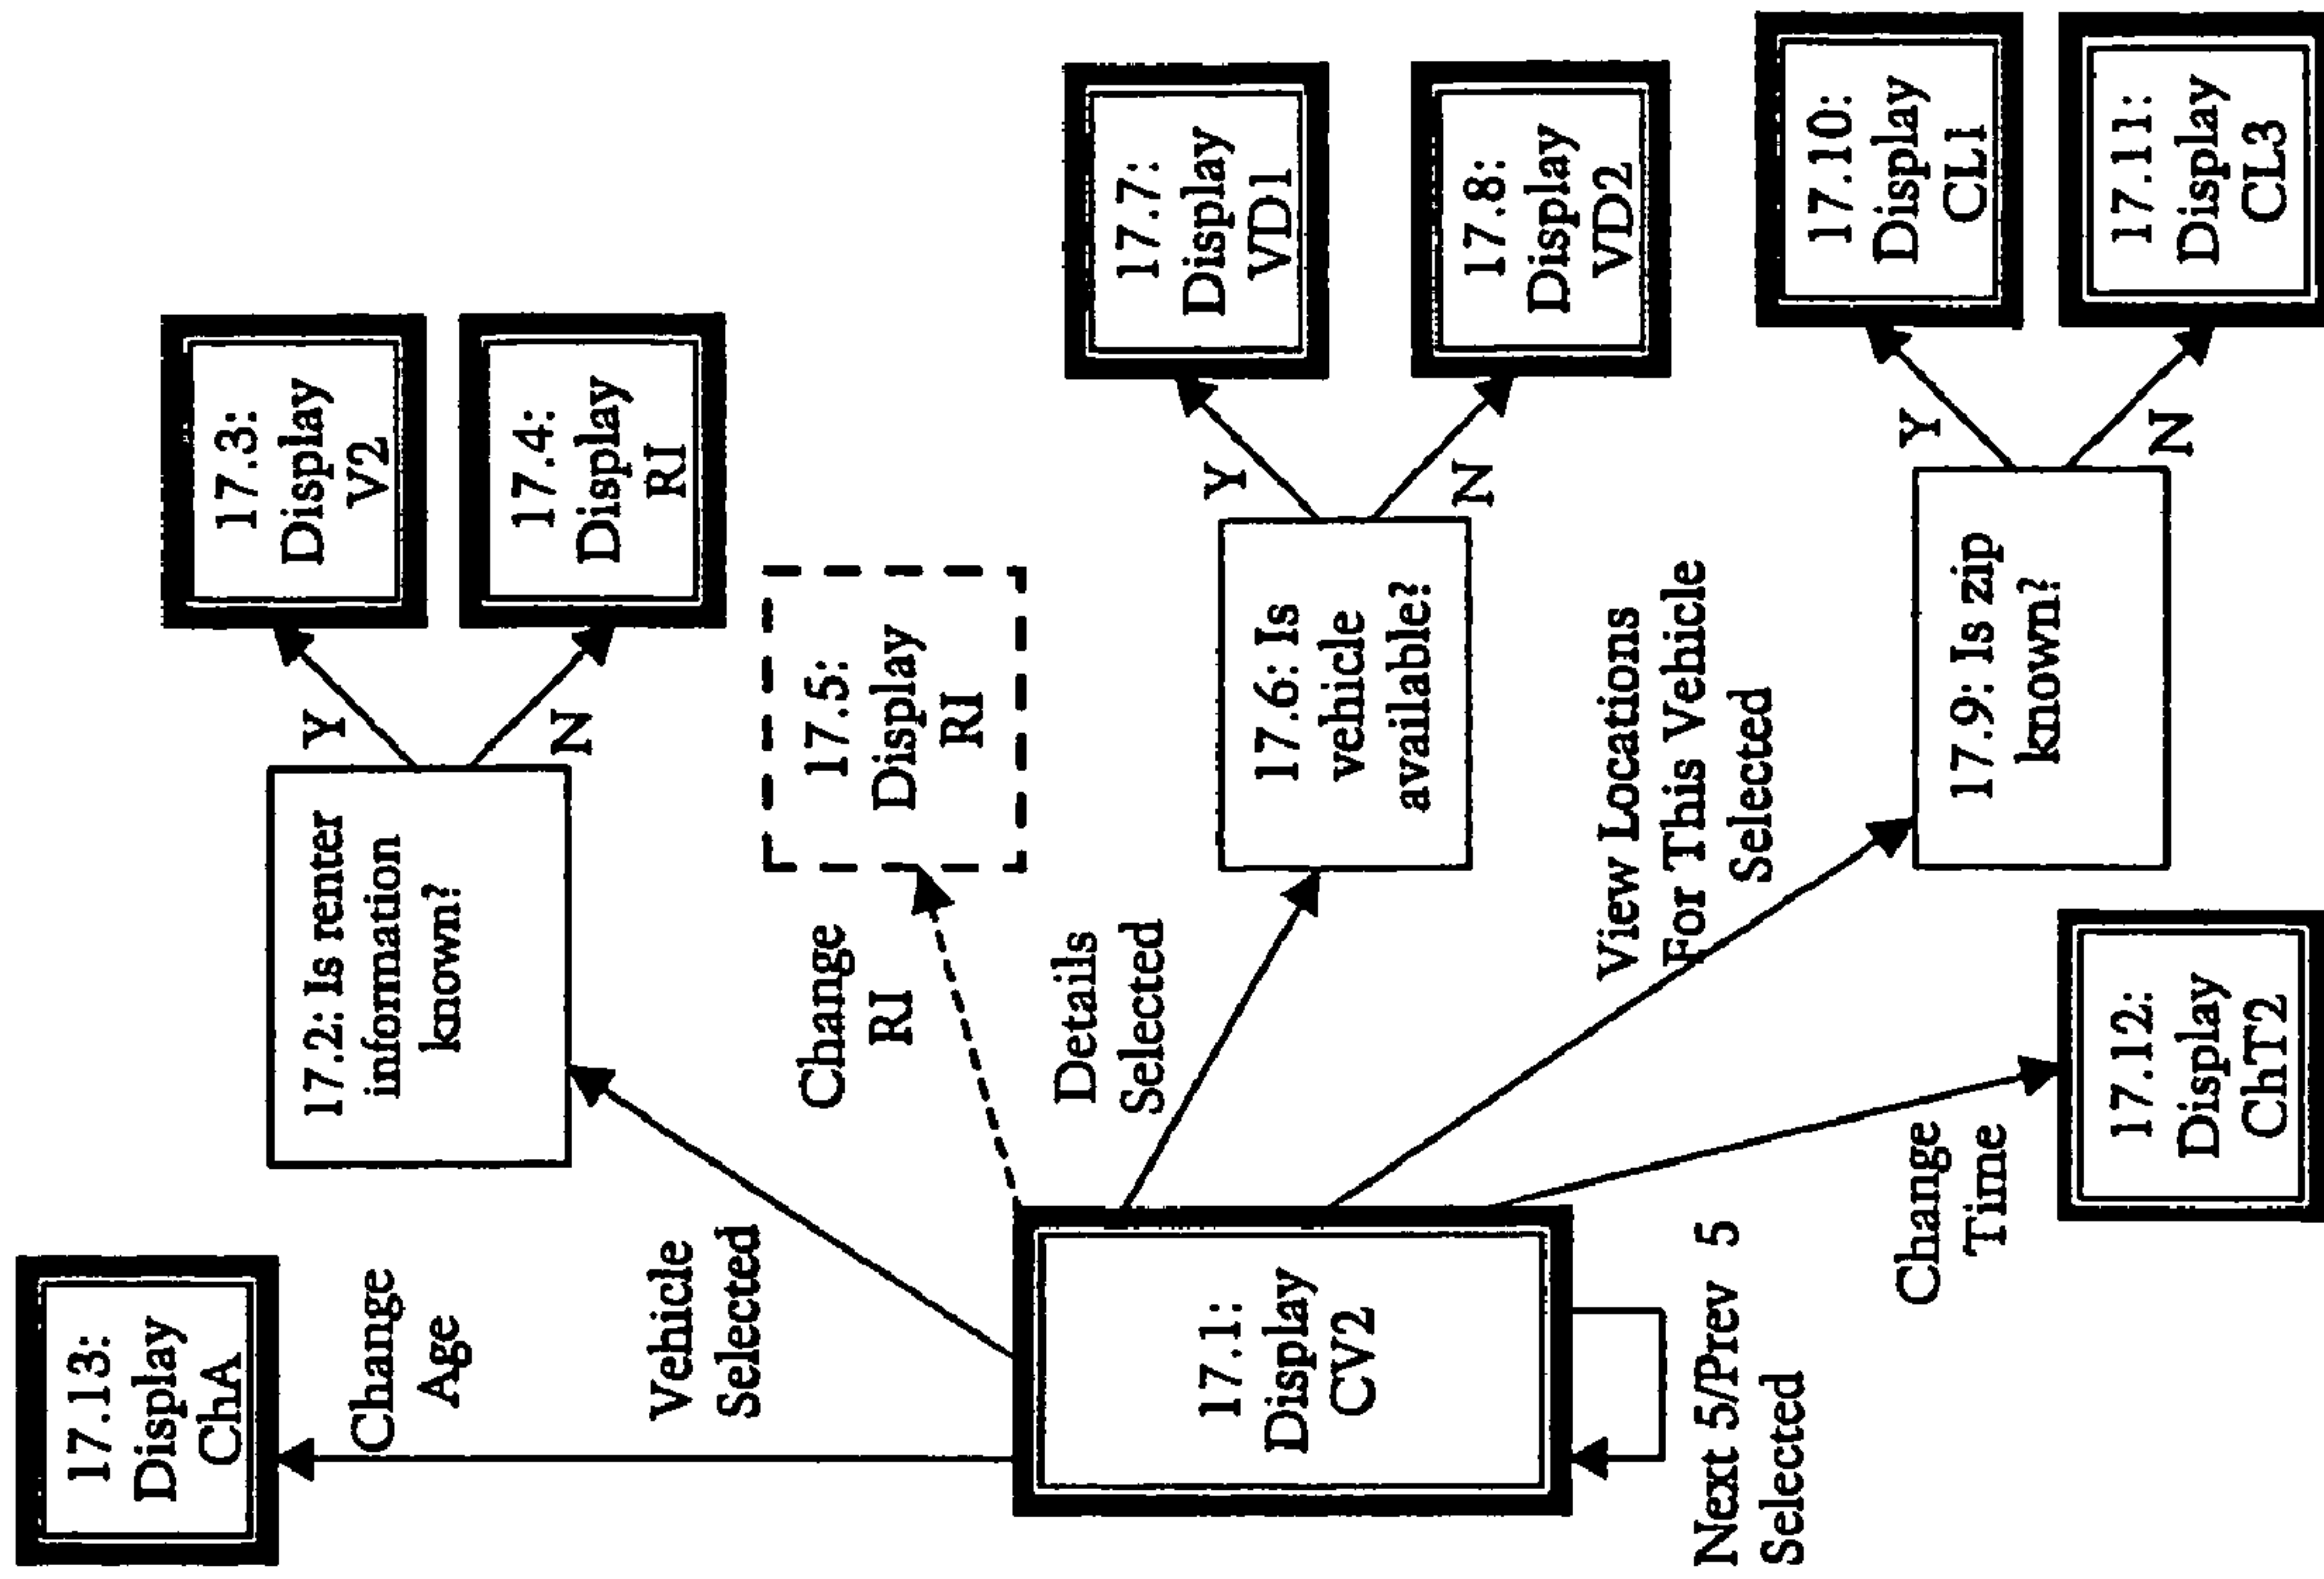 17.13:
Display
ChA
Change
Age
Vehicle
Selected
17.2: Is renter
information
known?
Y
N
17.3:
Display
V2
17.4:
Display
RI
Change
RI
17.5:
Display
RI
17.1:
Display
CV2
Details
Selected
17.6: Is
vehicle
available?
Y
N
17.7:
Display
VD1
17.8:
Display
VD2
View Locations
For This Vehicle
Selected
17.9: Is zip
known?
Y
N
17.10:
Display
CL1
17.11:
Display
CL3
Next 5/Prev 5
Selected
Change
Time
17.12:
Display
ChT2